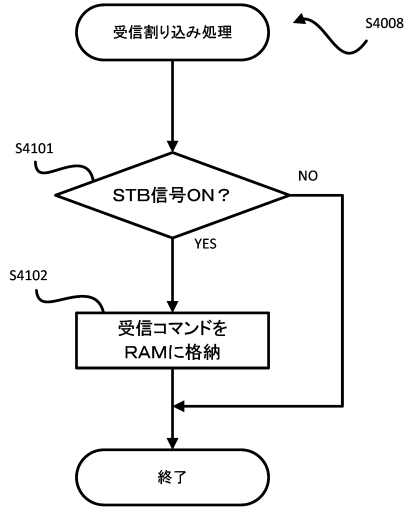 受信割り込み処理
S4008
S4101
STB信号ON？
NO
YES
S4102
受信コマンドを
RAMに格納
終了